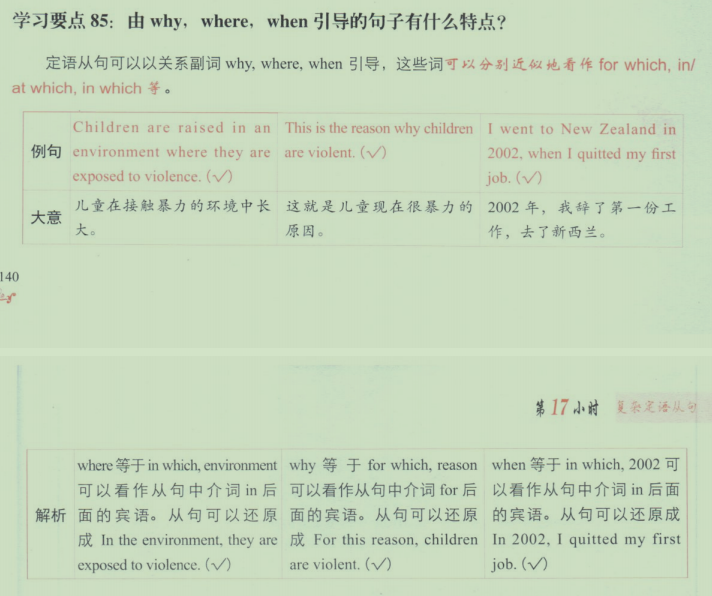 学习要点 85：由 why，where，when 引导的句子有什么特点？
定语从句可以以关系副词 why, where, when 引导，这些词可以分别近似地看作 for which, in/
at which, in which 等。
例句
Children are raised in an
environment where they are
exposed to violence. (√)
This is the reason why children
are violent. (√)
I went to New Zealand in
2002, when I quitted my first
job. (√)
大意
儿童在接触暴力的环境中长
大。
这就是儿童现在很暴力的
原因。
2002 年，我辞了第一份工
作，去了新西兰。
140
第17小时 复杂定语从句
解析
where 等于 in which, environment
可以看作从句中介词 in 后
面的宾语。从句可以还原
成 In the environment, they are
exposed to violence. (√)
why 等于 for which, reason
可以看作从句中介词 for 后
面的宾语。从句可以还原
成 For this reason, children
are violent. (√)
when 等于 in which, 2002 可
以看作从句中介词 in 后面
的宾语。从句可以还原成
In 2002, I quitted my first
job. (√)